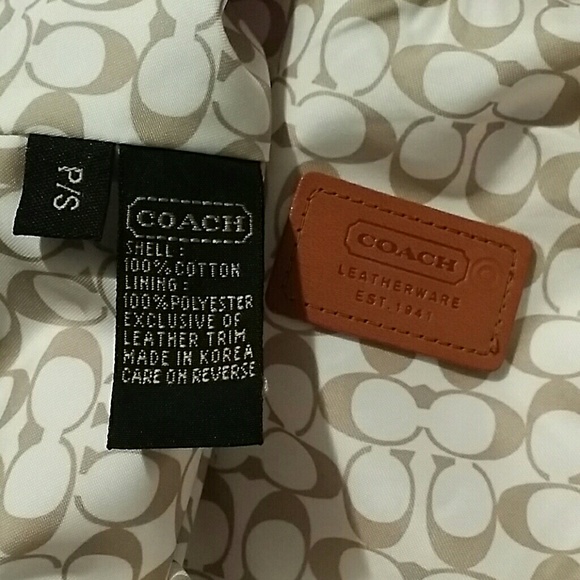 P/S
COACH
SHELL :
100% COTTON
LINING :
100% POLYESTER
EXCLUSIVE OF
LEATHER TRIM
MADE IN KOREA
CARE ON REVERSE
COACH
LEATHERWARE
EST. 1941